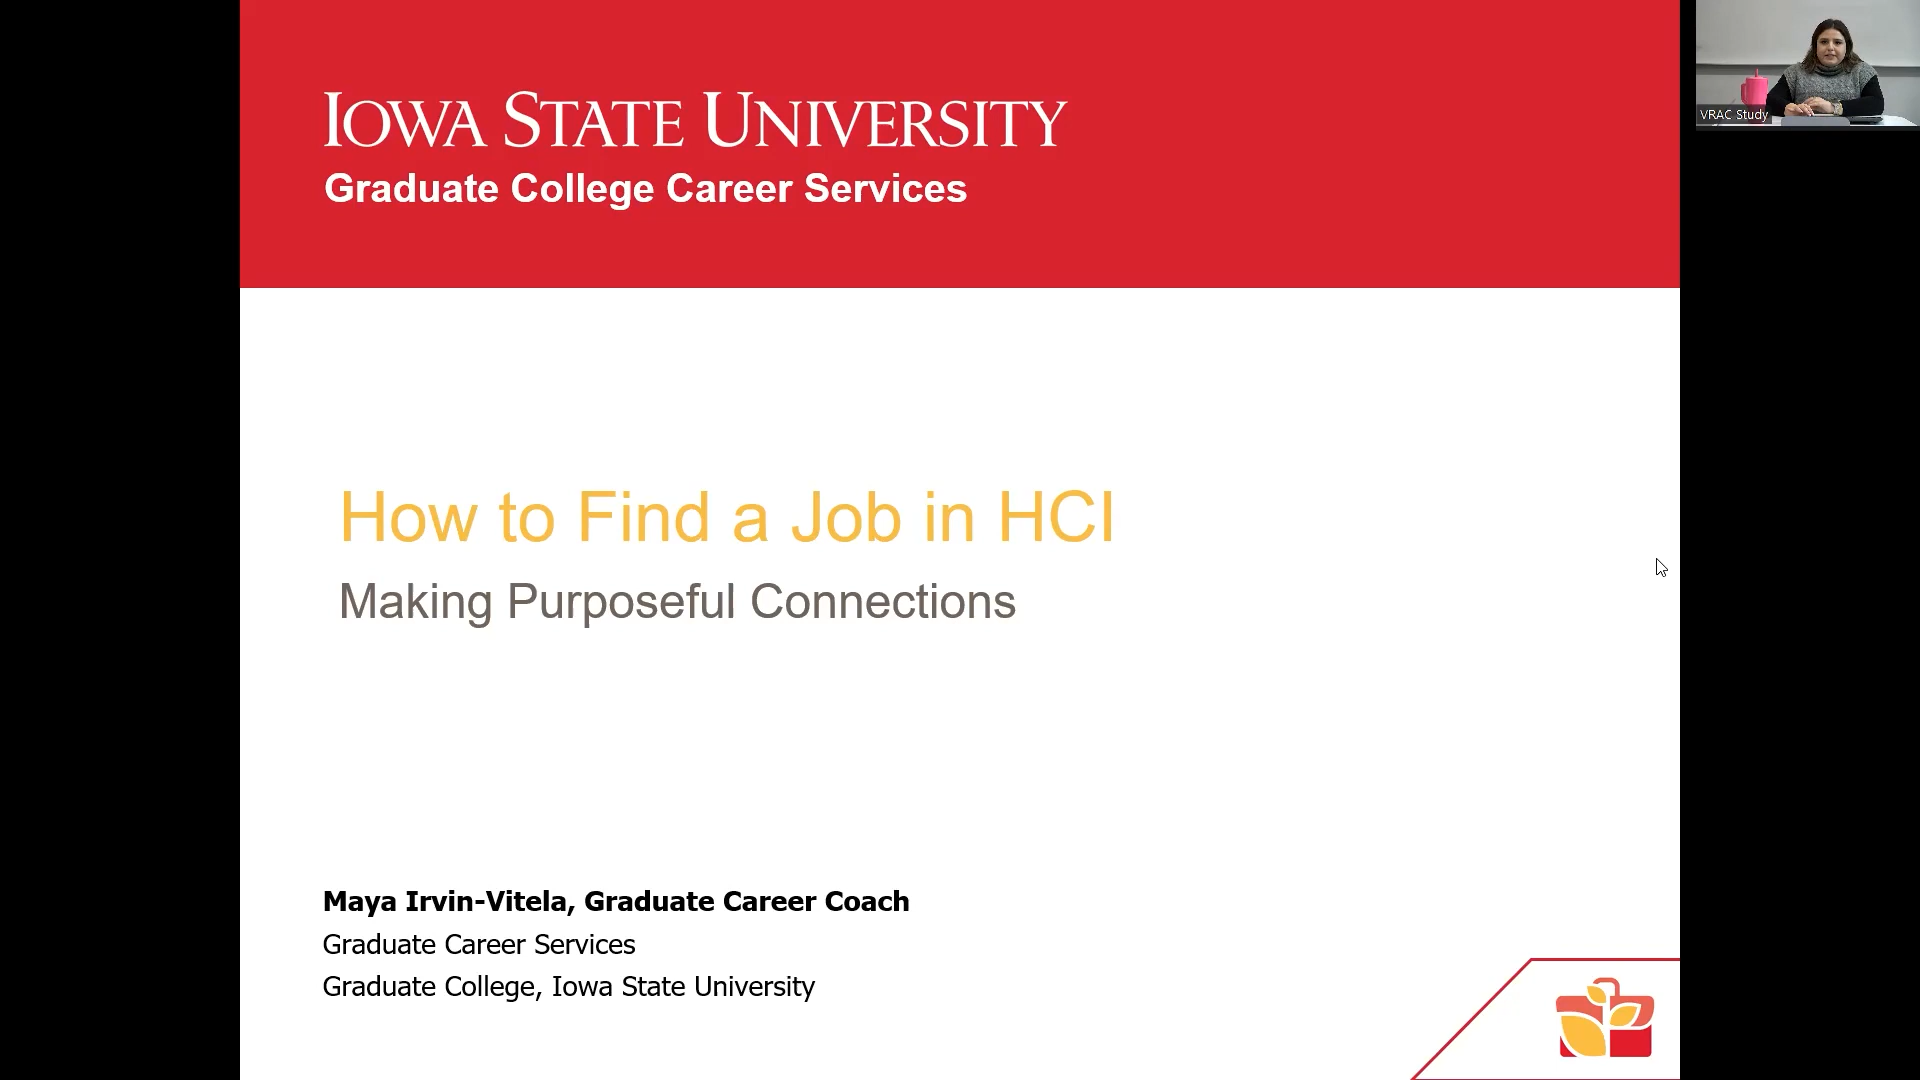 IOWA STATE UNIVERSITY
Graduate College Career Services
How to Find a Job in HCI
Making Purposeful Connections
Maya Irvin-Vitela, Graduate Career Coach
Graduate Career Services
Graduate College, Iowa State University
VRAC Study